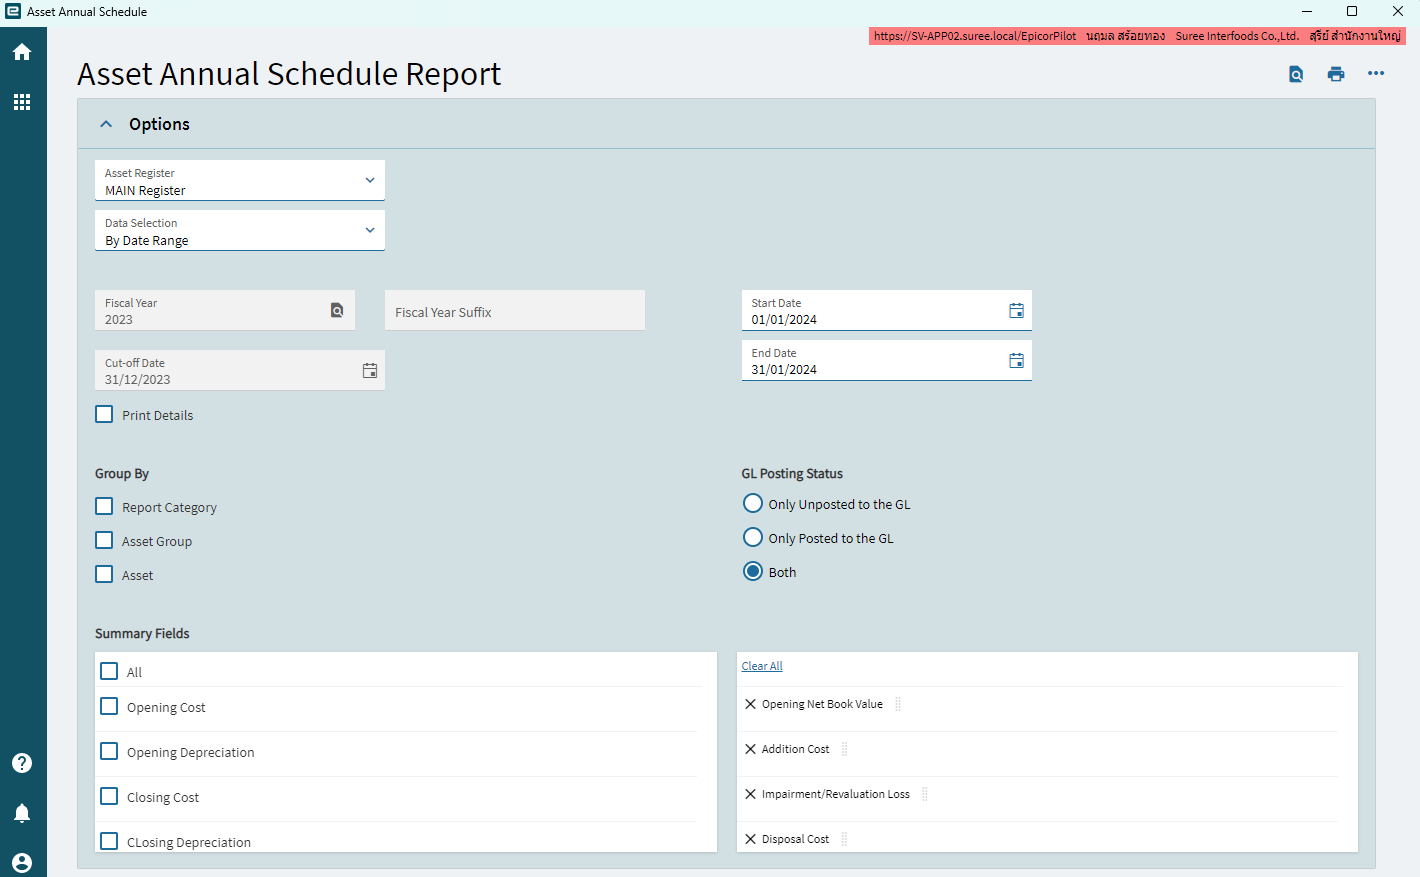 Asset Annual Schedule
https://SV-APP02.suree.local/EpicorPilot นฤมล สร้อยทอง Suree Interfoods Co.,Ltd. สุรีย์ สำนักงานใหญ่
Asset Annual Schedule Report
Options
Asset Register
MAIN Register
Data Selection
By Date Range
Fiscal Year
2023
Fiscal Year Suffix
Start Date
01/01/2024
Cut-off Date
31/12/2023
End Date
31/01/2024
Print Details
Group By
Report Category
Asset Group
Asset
GL Posting Status
Only Unposted to the GL
Only Posted to the GL
Both
Summary Fields
All
Opening Cost
Opening Depreciation
Closing Cost
CLosing Depreciation
Clear All
Opening Net Book Value
Addition Cost
Impairment/Revaluation Loss
Disposal Cost